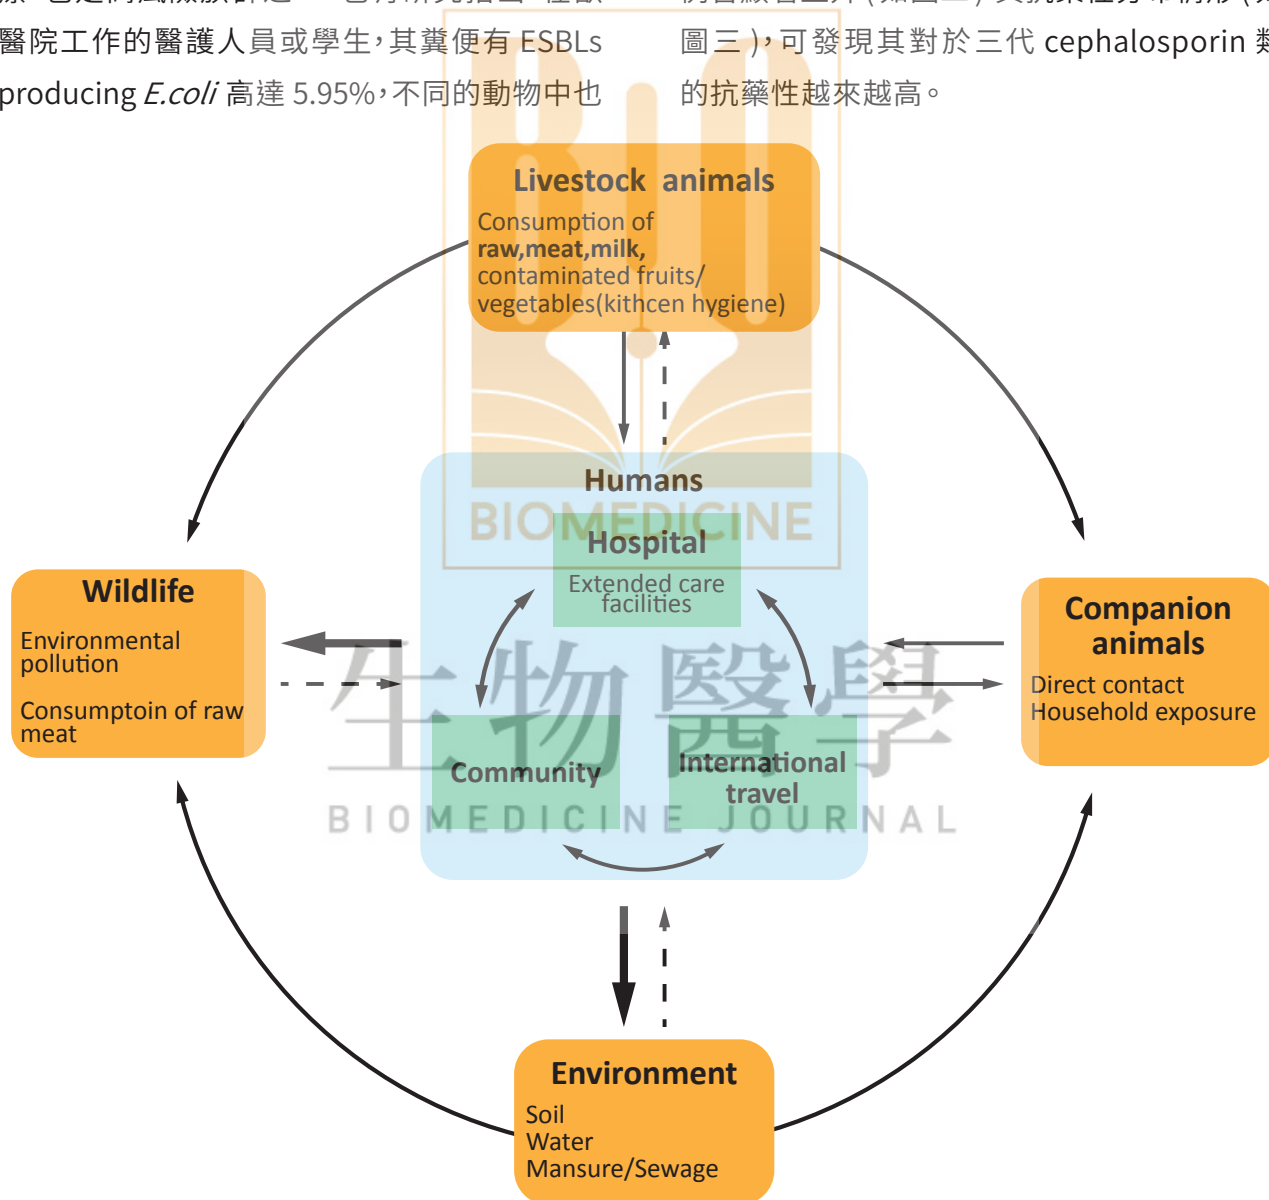 醫院工作的醫護人員或學生，其糞便有 ESBLs
producing E.coli 高達 5.95%，不同的動物中也
圖三 )，可發現其對於三代 cephalosporin 類
的抗藥性越來越高。
Livestock animals
Consumption of
raw,meat,milk,
contaminated fruits/
vegetables(kithcen hygiene)
Humans
BIOMEDICINE
Hospital
Extended care
facilities
Wildlife
Environmental
pollution
Consumptoin of raw
meat
Companion
animals
Direct contact
Household exposure
生物醫學
Community
International
travel
BIOMEDICINE JOURNAL
Environment
Soil
Water
Mansure/Sewage